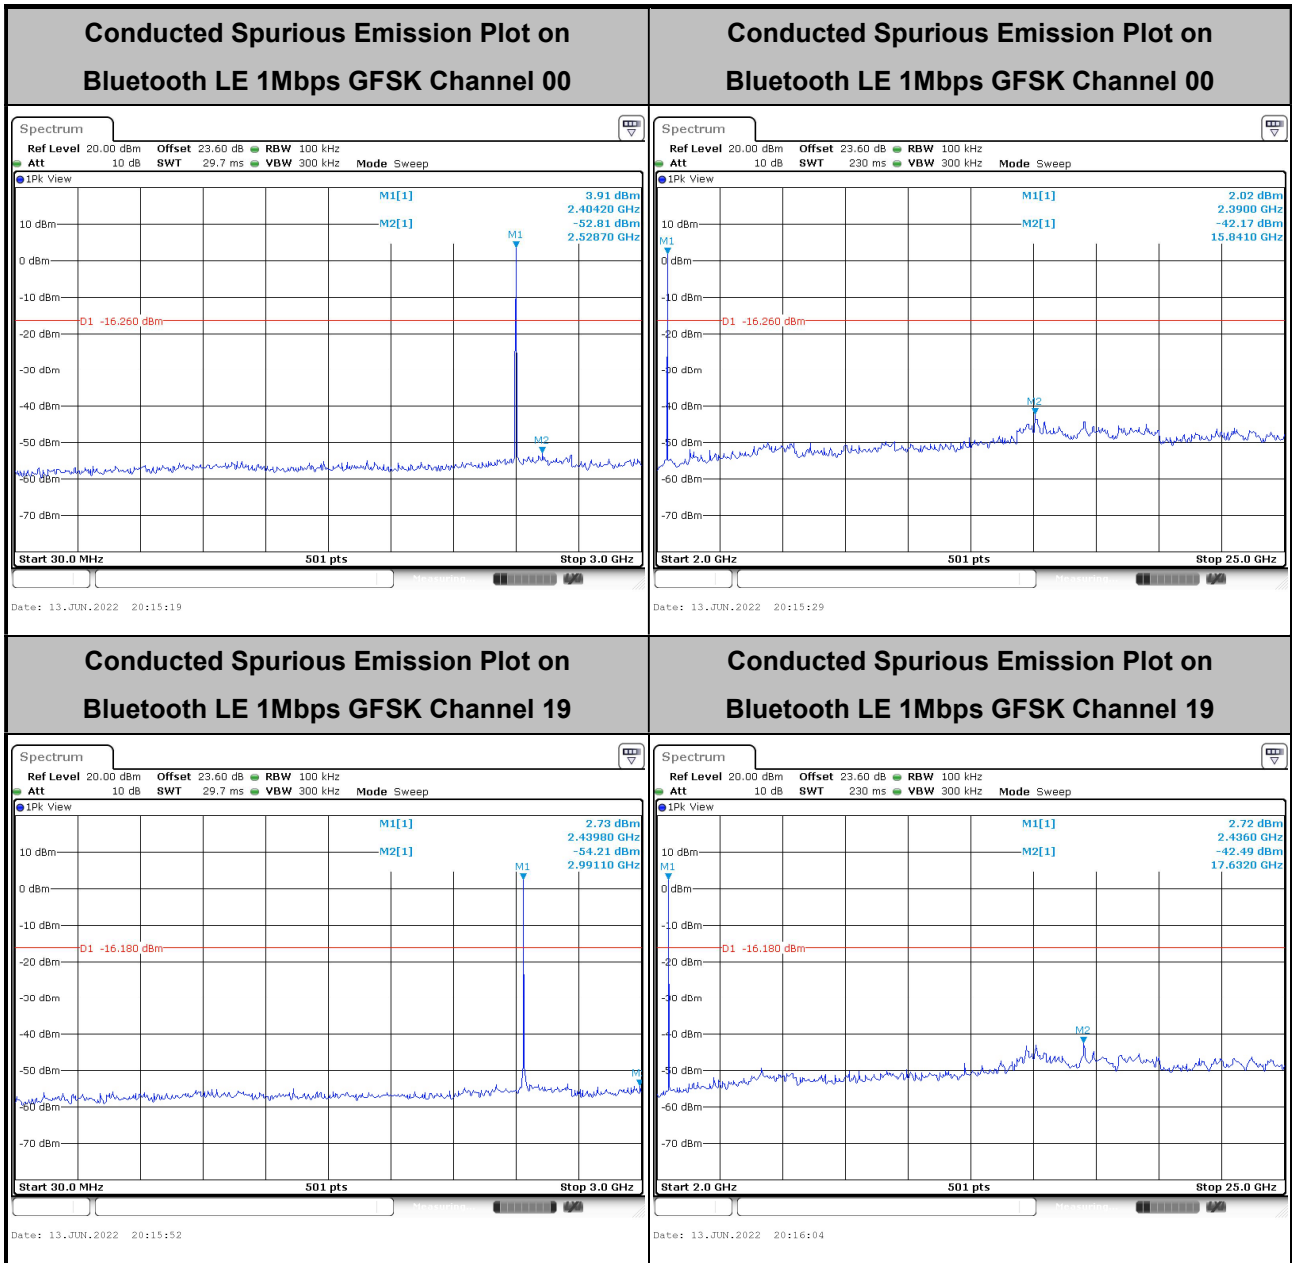 Conducted Spurious Emission Plot on
Bluetooth LE 1Mbps GFSK Channel 00
Spectrum
Ref Level 20.00 dBm Offset 23.60 dB RBW 100 kHz
Att 10 dB SWT 29.7 ms VBW 300 kHz Mode Sweep
1Pk View
M1[1] 3.91 dBm
2.40420 GHz
M2[1] -52.81 dBm
2.52870 GHz
10 dBm
M1
0 dBm
-10 dBm
D1 -16.260 dBm
-20 dBm
-30 dBm
-40 dBm
M2
-50 dBm
-60 dBm
-70 dBm
Start 30.0 MHz 501 pts Stop 3.0 GHz
Measuring...
Date: 13.JUN.2022 20:15:19
Conducted Spurious Emission Plot on
Bluetooth LE 1Mbps GFSK Channel 00
Spectrum
Ref Level 20.00 dBm Offset 23.60 dB RBW 100 kHz
Att 10 dB SWT 230 ms VBW 300 kHz Mode Sweep
1Pk View
M1[1] 2.02 dBm
2.3900 GHz
M2[1] -42.17 dBm
15.8410 GHz
10 dBm
M1
0 dBm
-10 dBm
D1 -16.260 dBm
-20 dBm
-30 dBm
-40 dBm
M2
-50 dBm
-60 dBm
-70 dBm
Start 2.0 GHz 501 pts Stop 25.0 GHz
Date: 13.JUN.2022 20:15:29
Conducted Spurious Emission Plot on
Bluetooth LE 1Mbps GFSK Channel 19
Spectrum
Ref Level 20.00 dBm Offset 23.60 dB RBW 100 kHz
Att 10 dB SWT 29.7 ms VBW 300 kHz Mode Sweep
1Pk View
M1[1] 2.73 dBm
2.43980 GHz
M2[1] -54.21 dBm
2.99110 GHz
10 dBm
M1
0 dBm
-10 dBm
D1 -16.180 dBm
-20 dBm
-30 dBm
-40 dBm
-50 dBm
M
-60 dBm
-70 dBm
Start 30.0 MHz 501 pts Stop 3.0 GHz
Measuring...
Date: 13.JUN.2022 20:15:52
Conducted Spurious Emission Plot on
Bluetooth LE 1Mbps GFSK Channel 19
Spectrum
Ref Level 20.00 dBm Offset 23.60 dB RBW 100 kHz
Att 10 dB SWT 230 ms VBW 300 kHz Mode Sweep
1Pk View
M1[1] 2.72 dBm
2.4360 GHz
M2[1] -42.49 dBm
17.6320 GHz
10 dBm
M1
0 dBm
-10 dBm
D1 -16.180 dBm
-20 dBm
-30 dBm
-40 dBm
M2
-50 dBm
-60 dBm
-70 dBm
Start 2.0 GHz 501 pts Stop 25.0 GHz
Measuring...
Date: 13.JUN.2022 20:16:04